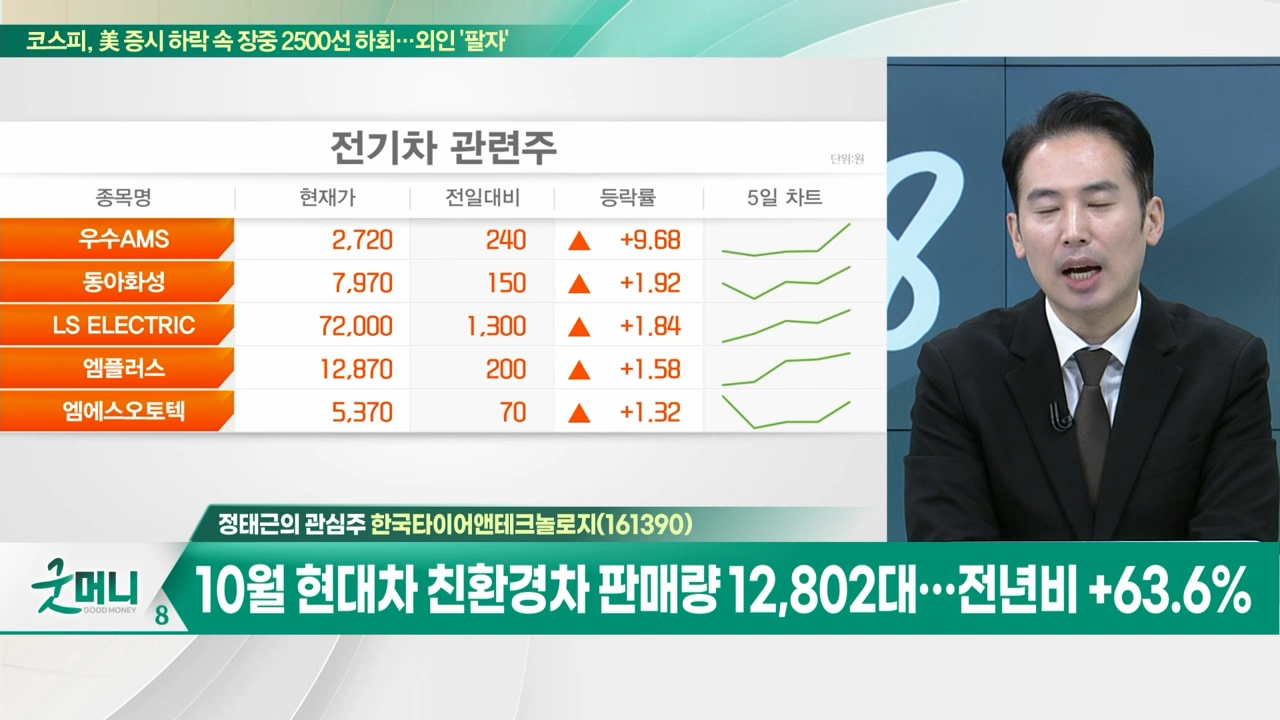 코스피, 美 증시 하락 속 장중 2500선 하회…외인 '팔자'
전기차 관련주
단위:원
종목명 현재가 전일대비 등락률 5일 차트
우수AMS 2,720 240 ▲ +9.68
동아화성 7,970 150 ▲ +1.92
LS ELECTRIC 72,000 1,300 ▲ +1.84
엠플러스 12,870 200 ▲ +1.58
엠에스오토텍 5,370 70 ▲ +1.32
8
정태근의 관심주 한국타이어앤테크놀로지(161390)
굿머니
GOOD MONEY
8
10월 현대차 친환경차 판매량 12,802대…전년비 +63.6%